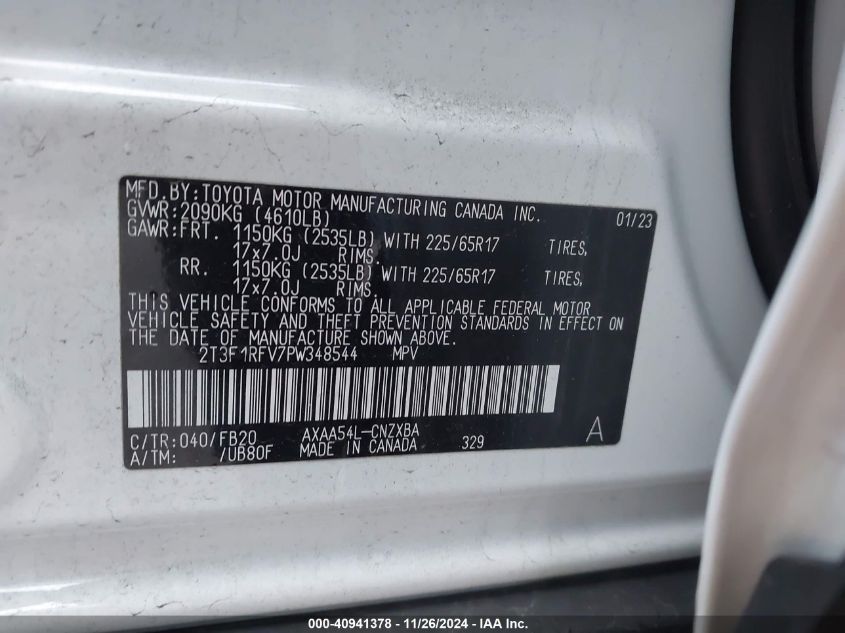 MFD.BY:TOYOTA MOTOR MANUFACTURING CANADA INC. 01/23
GVWR:2090KG (4610LB)
GAWR:FRT. 1150KG (2535LB) WITH 225/65R17 TIRES,
17x7.0J RIMS.
RR. 1150KG (2535LB) WITH 225/65R17 TIRES,
17x7.0J RIMS.
THIS VEHICLE CONFORMS TO ALL APPLICABLE FEDERAL MOTOR
VEHICLE SAFETY AND THEFT PREVENTION STANDARDS IN EFFECT ON
THE DATE OF MANUFACTURE SHOWN ABOVE.
2T3F1RFV7PW348544 MPV
C/TR:040/FB20 AXAA54L-CNZXBA 329 A
A/TM: /UB80F MADE IN CANADA
000-40941378 - 11/26/2024 - IAA Inc.